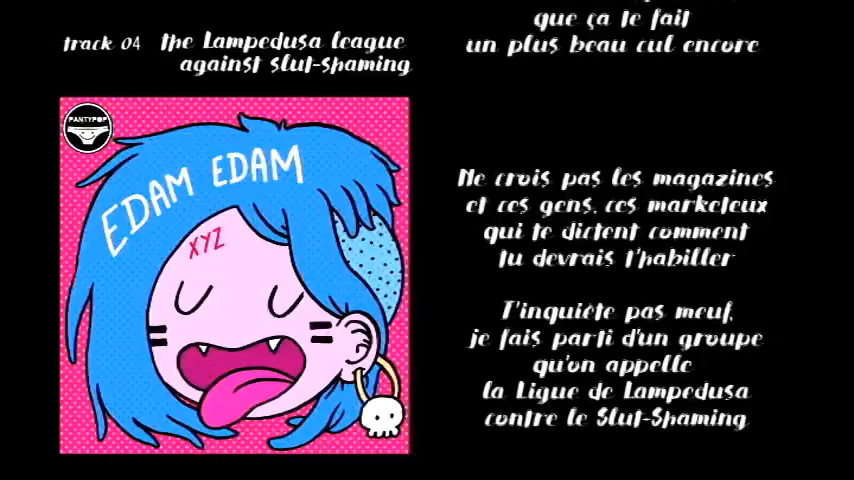 track 04 the Lampedusa league
against slut-shaming
PANTYPOP
EDAM EDAM
XYZ
que ça te fait
un plus beau cul encore
Ne crois pas les magazines
et ces gens, ces marketeux
qui te dictent comment
tu devrais t'habiller
T'inquiète pas meuf,
je fais parti d'un groupe
qu'on appelle
la Ligue de Lampedusa
contre le Slut-Shaming